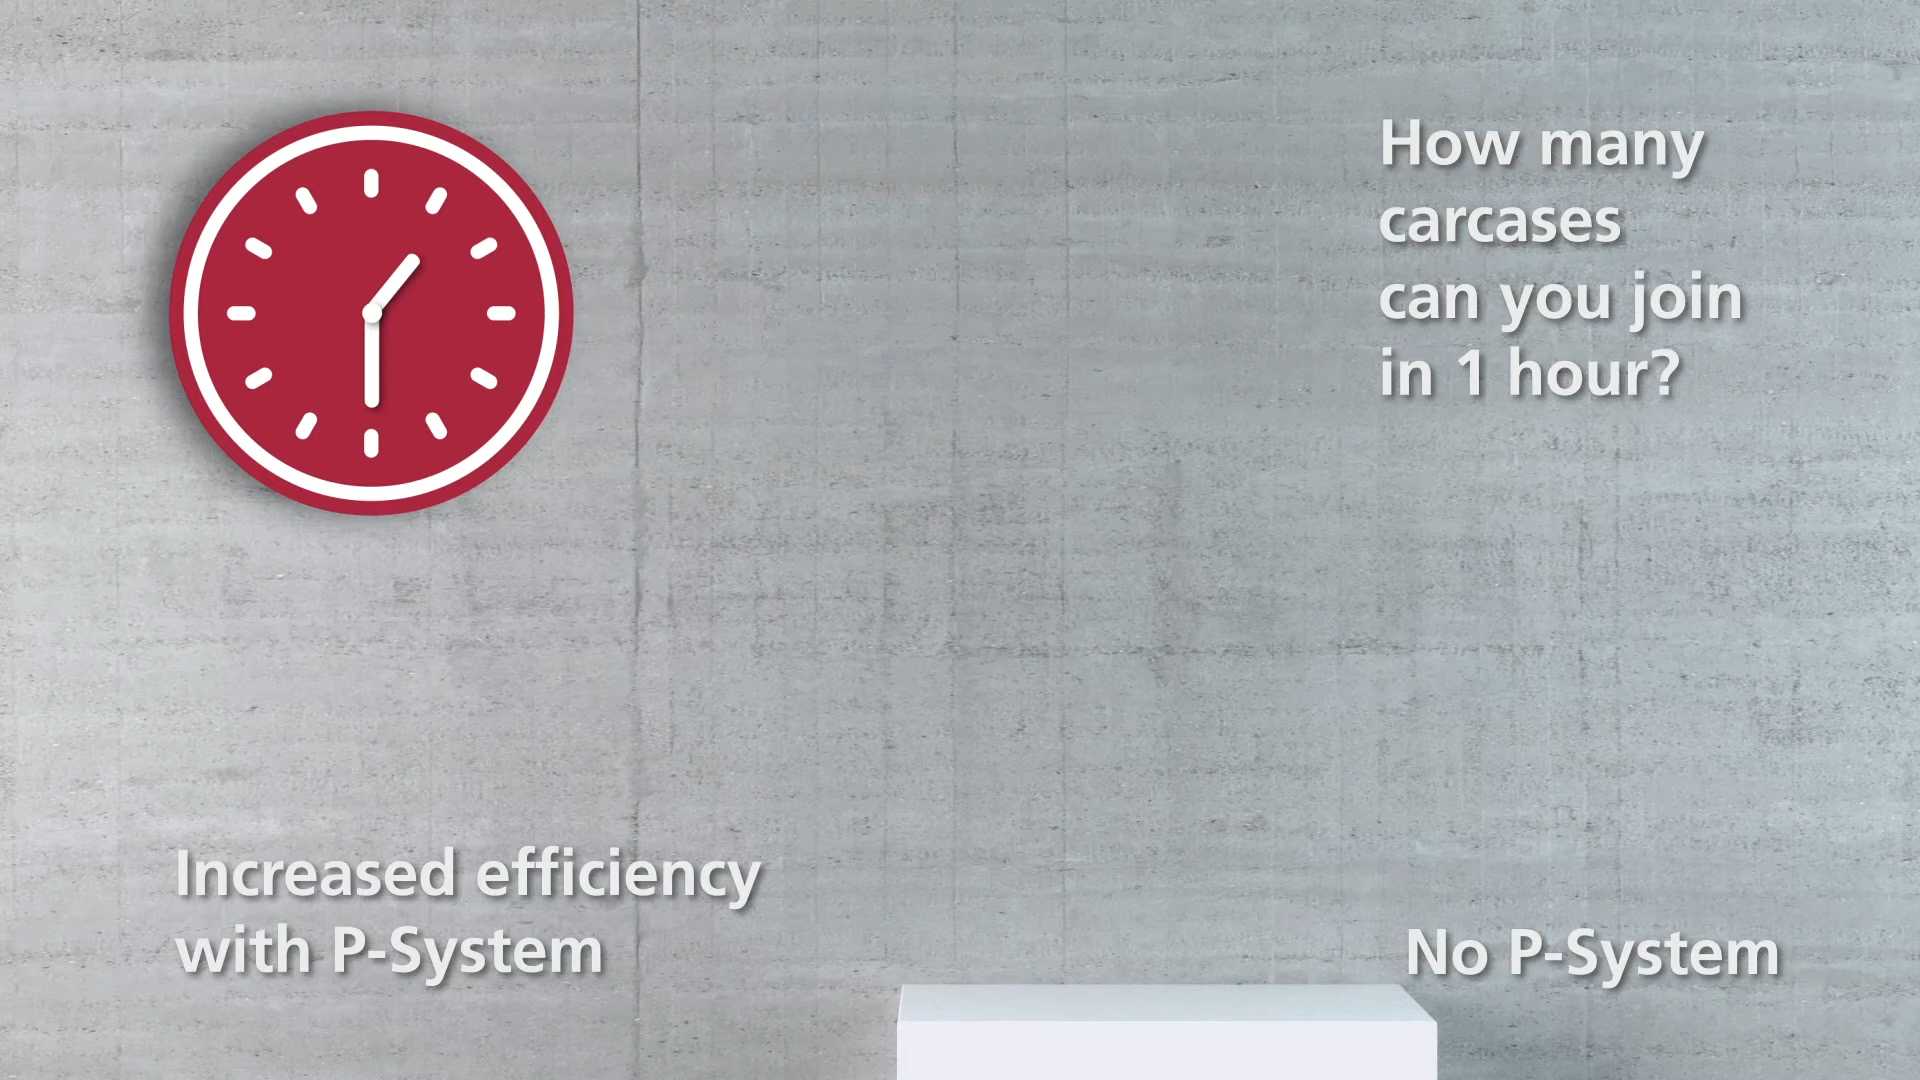 How many
carcases
can you join
in 1 hour?
Increased efficiency
with P-System
No P-System